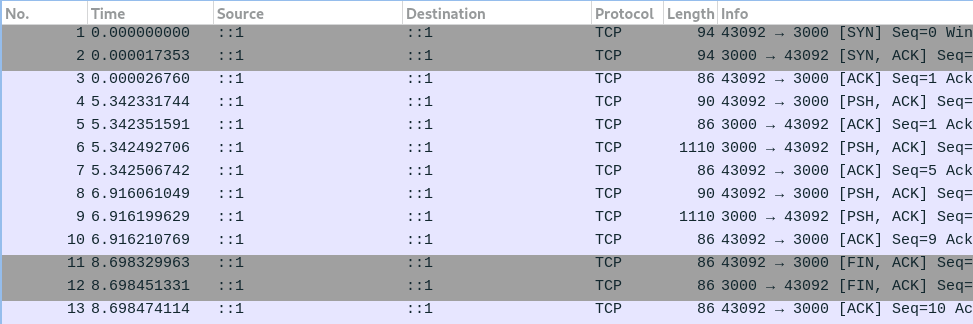 No. Time Source Destination Protocol Length Info
1 0.000000000 ::1 ::1 TCP 94 43092 → 3000 [SYN] Seq=0 Win
2 0.000017353 ::1 ::1 TCP 94 3000 → 43092 [SYN, ACK] Seq=
3 0.000026760 ::1 ::1 TCP 86 43092 → 3000 [ACK] Seq=1 Ack
4 5.342331744 ::1 ::1 TCP 90 43092 → 3000 [PSH, ACK] Seq=
5 5.342351591 ::1 ::1 TCP 86 3000 → 43092 [ACK] Seq=1 Ack
6 5.342492706 ::1 ::1 TCP 1110 3000 → 43092 [PSH, ACK] Seq=
7 5.342506742 ::1 ::1 TCP 86 43092 → 3000 [ACK] Seq=5 Ack
8 6.916061049 ::1 ::1 TCP 90 43092 → 3000 [PSH, ACK] Seq=
9 6.916199629 ::1 ::1 TCP 1110 3000 → 43092 [PSH, ACK] Seq=
10 6.916210769 ::1 ::1 TCP 86 43092 → 3000 [ACK] Seq=9 Ack
11 8.698329963 ::1 ::1 TCP 86 43092 → 3000 [FIN, ACK] Seq=
12 8.698451331 ::1 ::1 TCP 86 3000 → 43092 [FIN, ACK] Seq=
13 8.698474114 ::1 ::1 TCP 86 43092 → 3000 [ACK] Seq=10 Ac